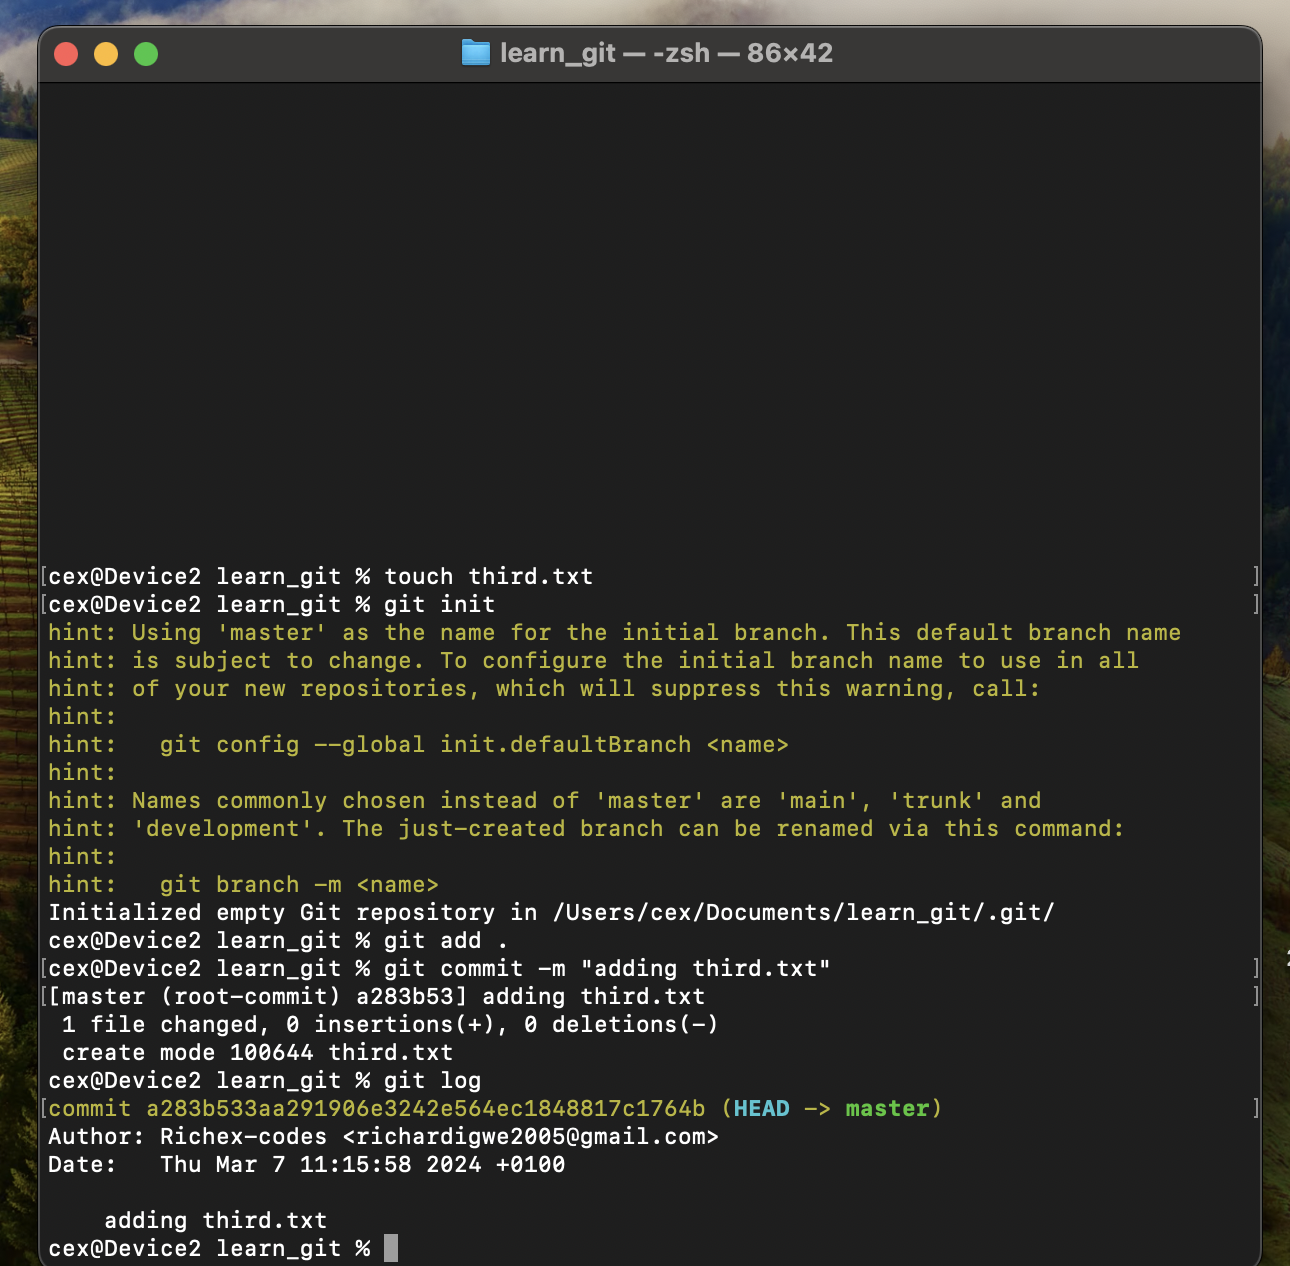 learn_git — -zsh — 86×42
[cex@Device2 learn_git % touch third.txt ]
[cex@Device2 learn_git % git init ]
hint: Using 'master' as the name for the initial branch. This default branch name
hint: is subject to change. To configure the initial branch name to use in all
hint: of your new repositories, which will suppress this warning, call:
hint:
hint:   git config --global init.defaultBranch <name>
hint:
hint: Names commonly chosen instead of 'master' are 'main', 'trunk' and
hint: 'development'. The just-created branch can be renamed via this command:
hint:
hint:   git branch -m <name>
Initialized empty Git repository in /Users/cex/Documents/learn_git/.git/
cex@Device2 learn_git % git add .
[cex@Device2 learn_git % git commit -m "adding third.txt" ]
[[master (root-commit) a283b53] adding third.txt ]
 1 file changed, 0 insertions(+), 0 deletions(-)
 create mode 100644 third.txt
cex@Device2 learn_git % git log
[commit a283b533aa291906e3242e564ec1848817c1764b (HEAD -> master) ]
Author: Richex-codes <richardigwe2005@gmail.com>
Date:   Thu Mar 7 11:15:58 2024 +0100

    adding third.txt
cex@Device2 learn_git %